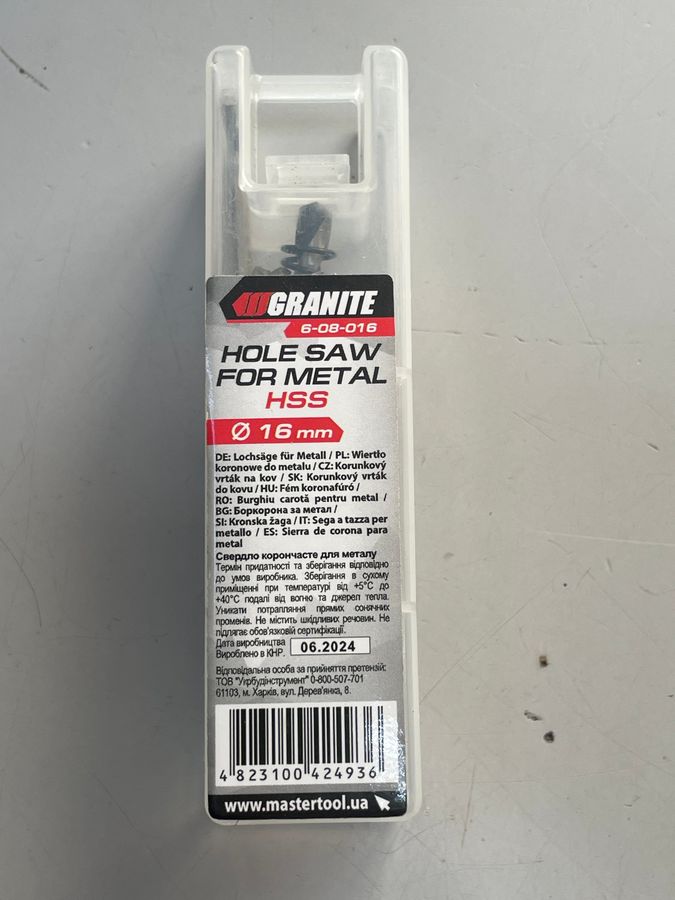 GRANITE
6-08-016
HOLE SAW
FOR METAL
HSS
Ø 16 mm
DE: Lochsäge für Metall / PL: Wiertło
koronowe do metalu / CZ: Korunkový
vrták na kov / SK: Korunkový vrták
do kovu / HU: Fém koronafúró /
RO: Burghiu carotă pentru metal /
BG: Боркорона за метал /
SI: Kronska žaga / IT: Sega a tazza per
metallo / ES: Sierra de corona para
metal
Свердло корончасте для металу
Термін придатності та зберігання відповідно
до умов виробника. Зберігання в сухому
приміщенні при температурі від +5°C до
+40°C подалі від вогню та джерел тепла.
Уникати потрапляння прямих сонячних
променів. Не містить шкідливих речовин. Не
підлягає обов'язковій сертифікації.
Дата виробництва
Вироблено в КНР. 06.2024
Відповідальна особа за прийняття претензій:
ТОВ "Укрбудінструмент" 0-800-507-701
61103, м. Харків, вул. Дерев'янка, 8.
4 823100 424936
www.mastertool.ua